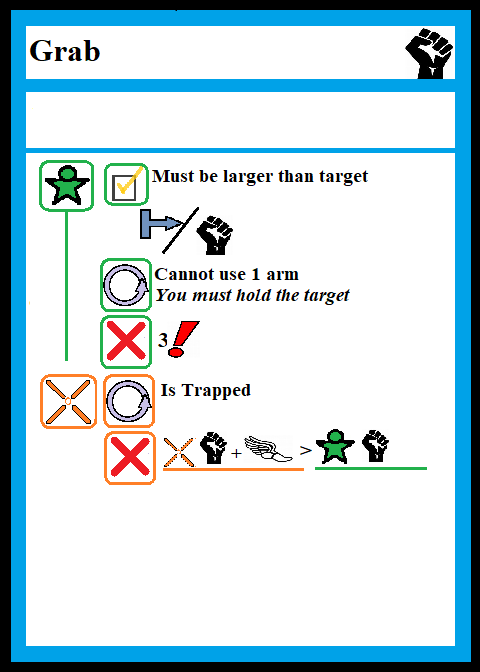 Grab
Must be larger than target
/
Cannot use 1 arm
You must hold the target
3!
Is Trapped
+ >